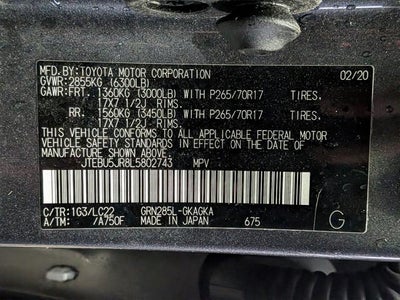 MFD. BY: TOYOTA MOTOR CORPORATION 02/20
GVWR: 2855KG (6300LB)
GAWR: FRT. 1360KG (3000LB) WITH P265/70R17 TIRES,
17X7 1/2J RIMS.
RR. 1560KG (3450LB) WITH P265/70R17 TIRES,
17X7 1/2J RIMS.
THIS VEHICLE CONFORMS TO ALL APPLICABLE FEDERAL MOTOR
VEHICLE SAFETY STANDARDS IN EFFECT ON THE DATE OF
MANUFACTURE SHOWN ABOVE.
JTEBU5JR8L5802743 MPV
C/TR:1G3/LC22 GRN285L-GKAGKA
A/TM: /A750F MADE IN JAPAN 675
G